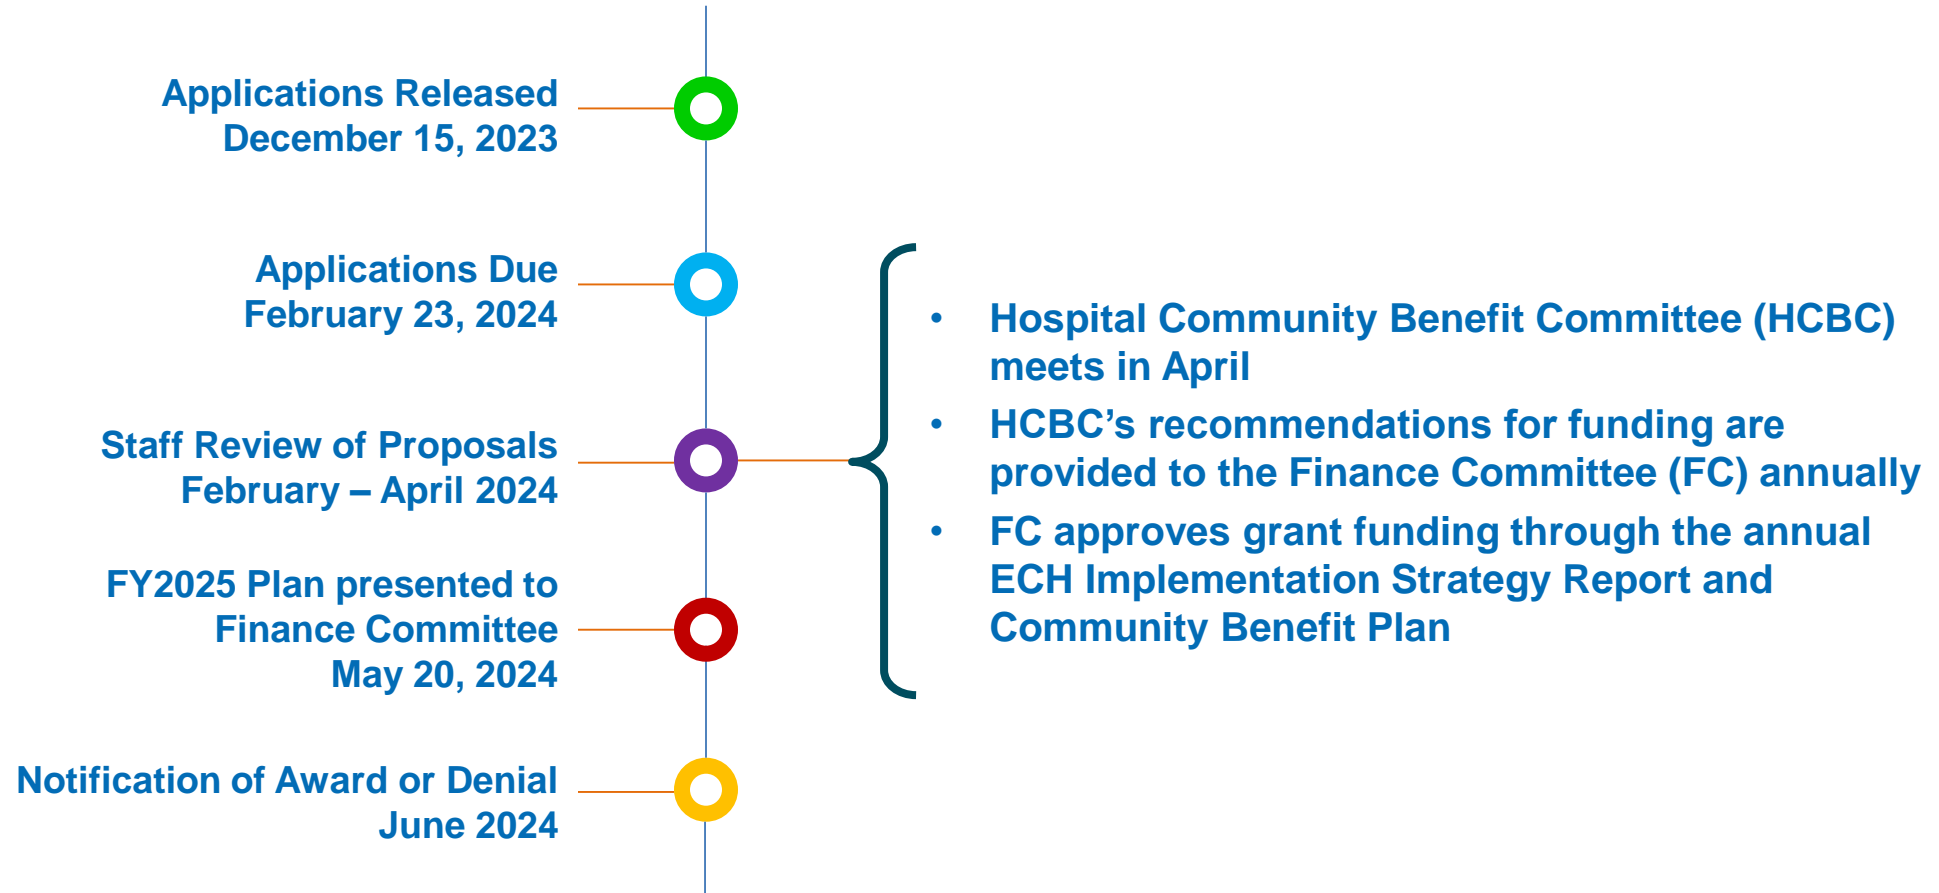 Applications Released
December 15, 2023
Applications Due
February 23, 2024
Staff Review of Proposals
February – April 2024
FY2025 Plan presented to
Finance Committee
May 20, 2024
Notification of Award or Denial
June 2024
• Hospital Community Benefit Committee (HCBC)
meets in April
• HCBC’s recommendations for funding are
provided to the Finance Committee (FC) annually
• FC approves grant funding through the annual
ECH Implementation Strategy Report and
Community Benefit Plan